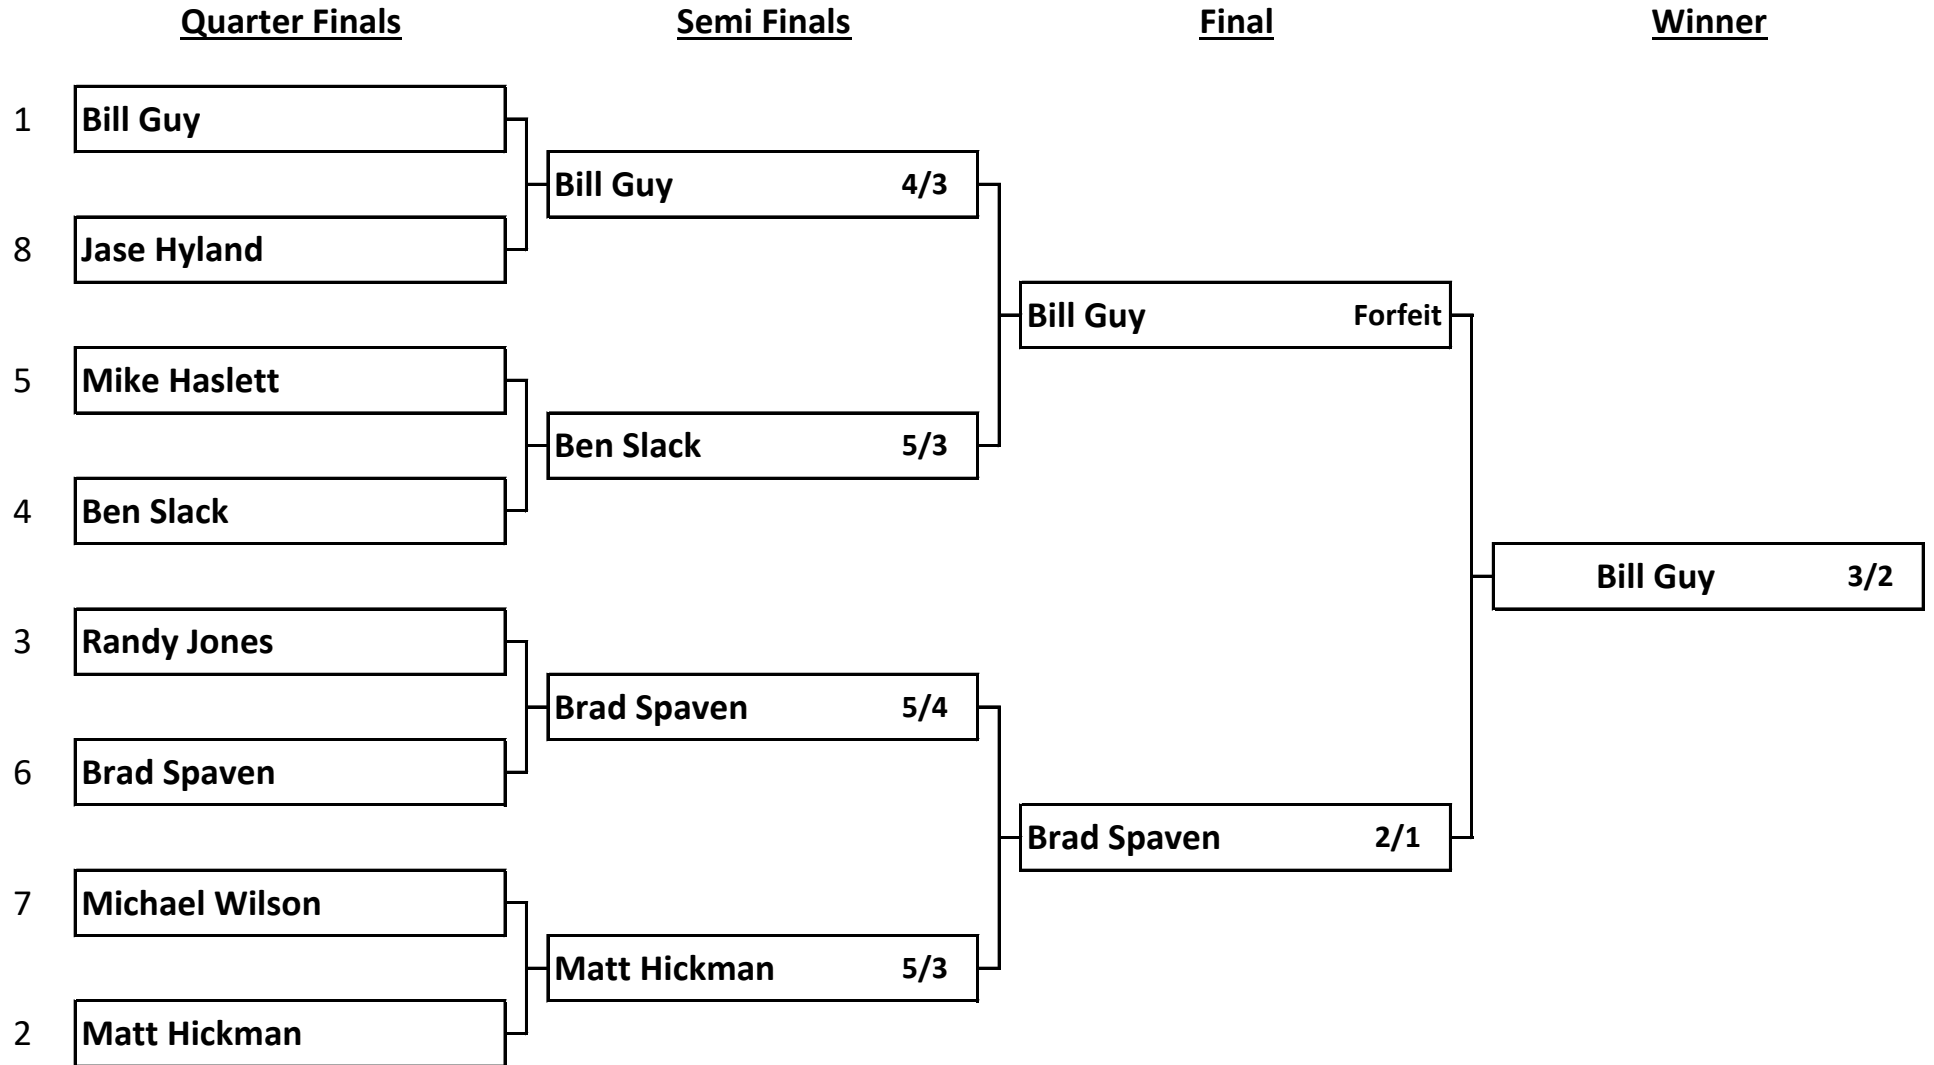 Quarter Finals Semi Finals Final Winner
1 Bill Guy
Bill Guy 4/3
8 Jase Hyland
Bill Guy Forfeit
5 Mike Haslett
Ben Slack 5/3
4 Ben Slack
Bill Guy 3/2
3 Randy Jones
Brad Spaven 5/4
6 Brad Spaven
Brad Spaven 2/1
7 Michael Wilson
Matt Hickman 5/3
2 Matt Hickman